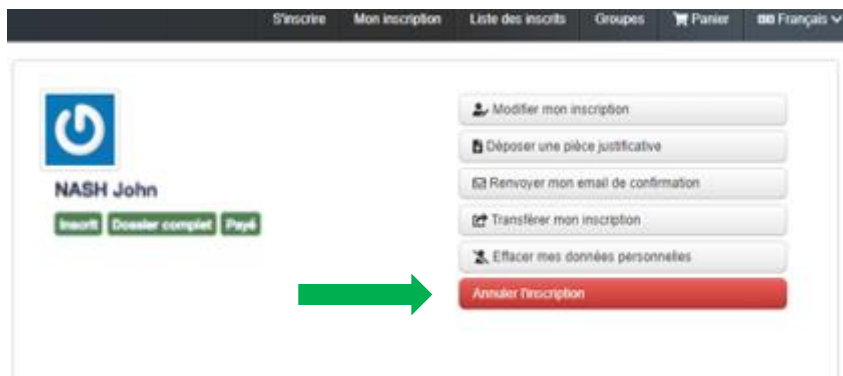 S'inscrire Mon inscription Liste des inscrits Groupes Panier Français
Modifier mon inscription
Déposer une pièce justificative
Renvoyer mon email de confirmation
NASH John
Transférer mon inscription
Inscrit Dossier complet Payé
Effacer mes données personnelles
Annuler l'inscription